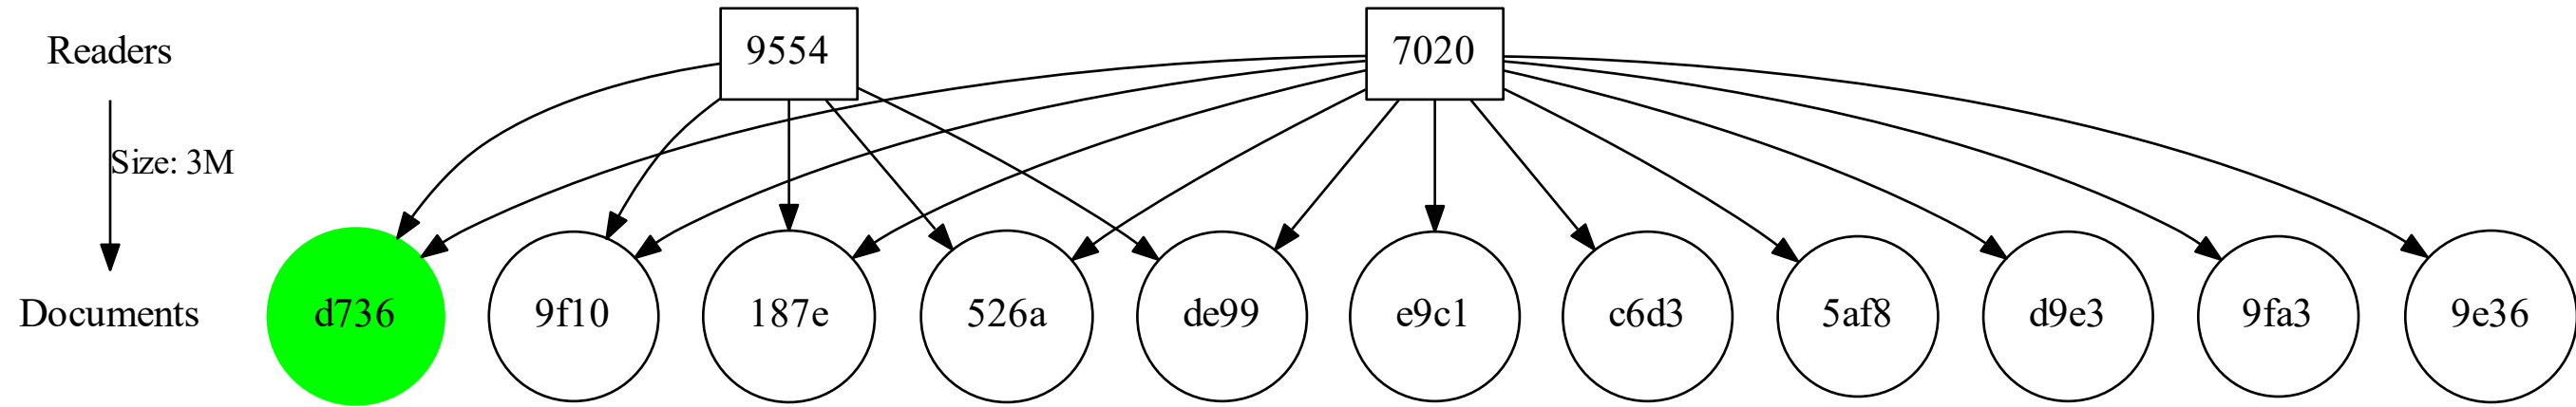 Readers
9554
7020
Size: 3M
Documents
d736
9f10
187e
526a
de99
e9c1
c6d3
5af8
d9e3
9fa3
9e36